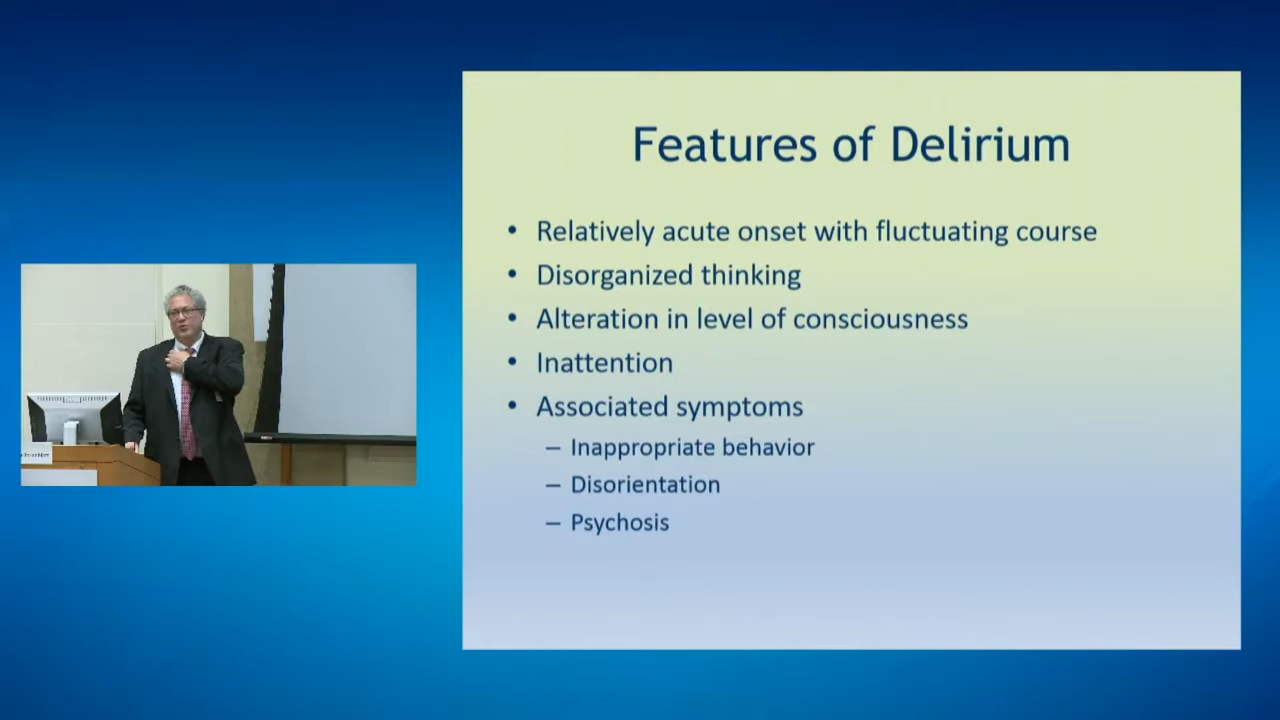 Features of Delirium
• Relatively acute onset with fluctuating course
• Disorganized thinking
• Alteration in level of consciousness
• Inattention
• Associated symptoms
– Inappropriate behavior
– Disorientation
– Psychosis